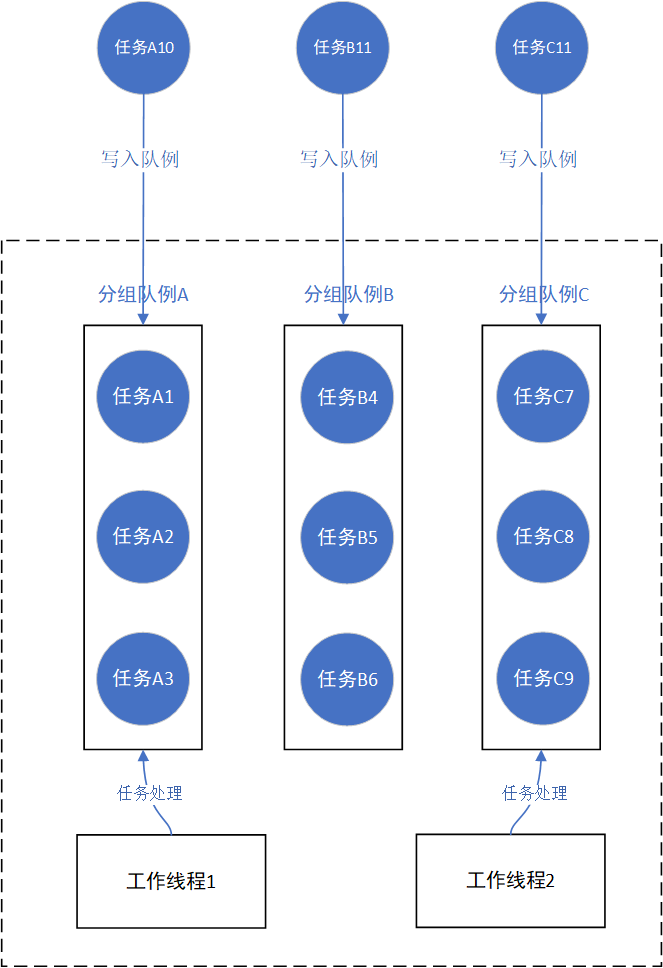 任务A10
任务B11
任务C11
写入队例
写入队例
写入队例
分组队例A
分组队例B
分组队例C
任务A1
任务B4
任务C7
任务A2
任务B5
任务C8
任务A3
任务B6
任务C9
任务处理
任务处理
工作线程1
工作线程2